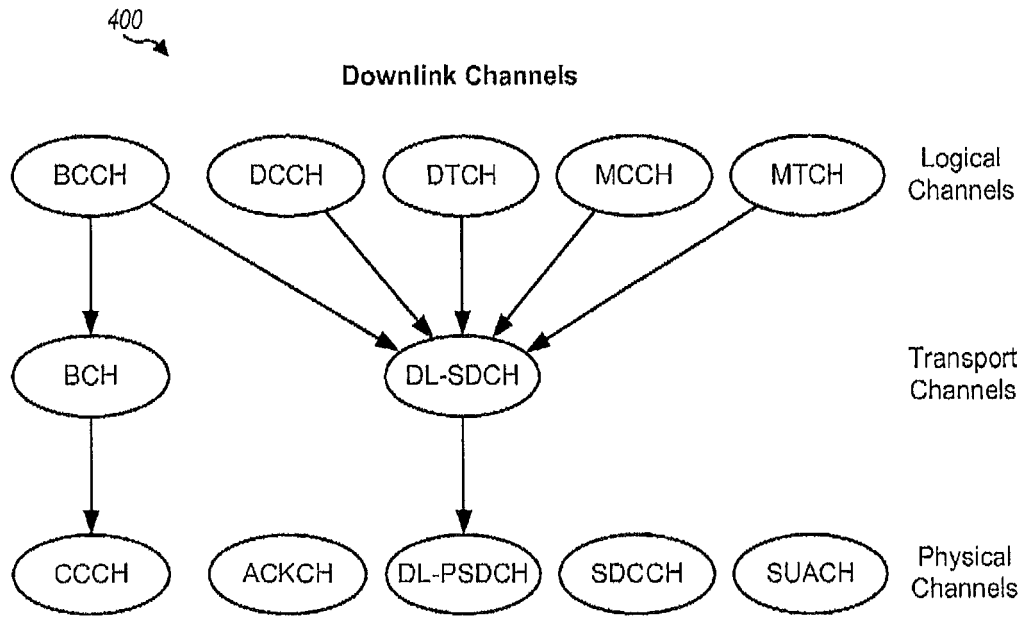 400
Downlink Channels
BCCH DCCH DTCH MCCH MTCH Logical Channels
BCH DL-SDCH Transport Channels
CCCH ACKCH DL-PSDCH SDCCH SUACH Physical Channels